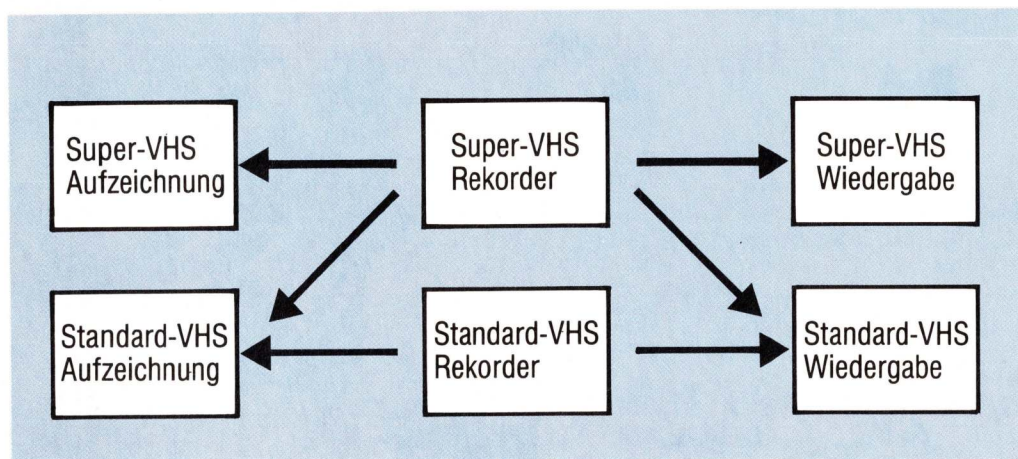 Super-VHS
Aufzeichnung
Super-VHS
Rekorder
Super-VHS
Wiedergabe
Standard-VHS
Aufzeichnung
Standard-VHS
Rekorder
Standard-VHS
Wiedergabe